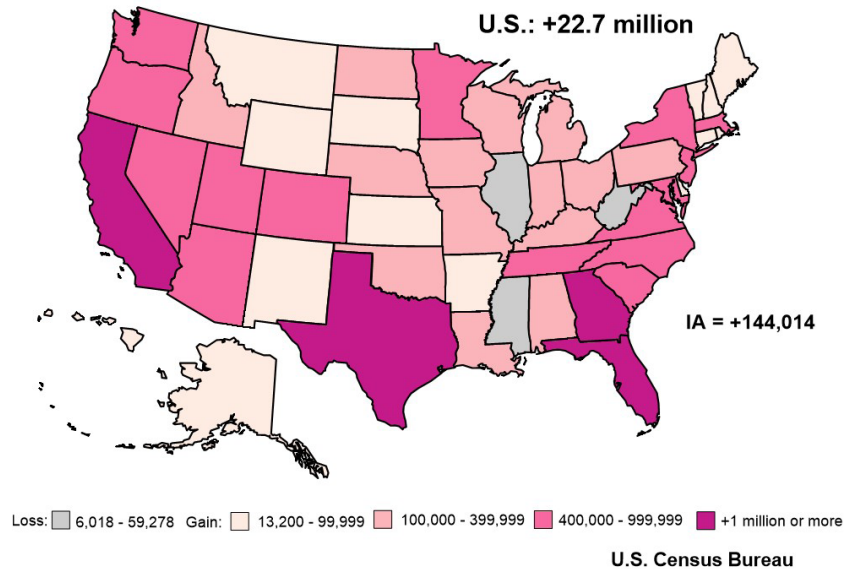 U.S.: +22.7 million
IA = +144,014
Loss: 6,018 - 59,278 Gain: 13,200 - 99,999 100,000 - 399,999 400,000 - 999,999 +1 million or more
U.S. Census Bureau